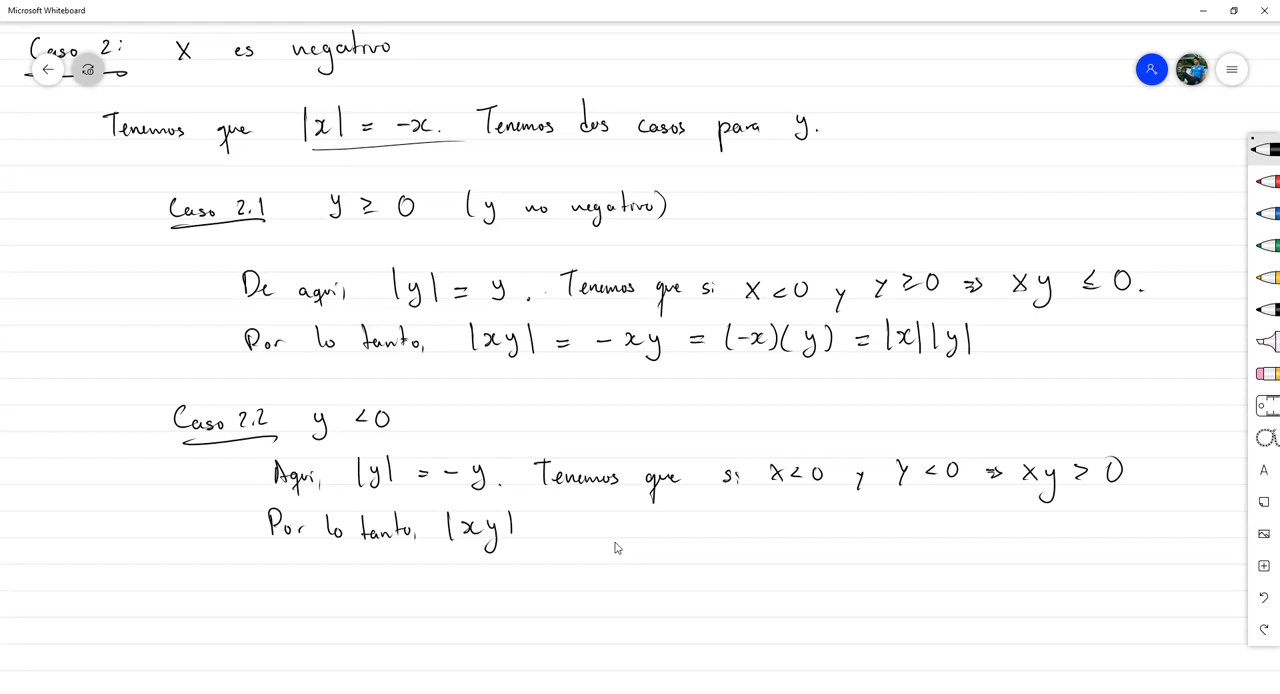 Microsoft Whiteboard
Caso 2: X es negativo
Tenemos que |x| = -x. Tenemos dos casos para y.
Caso 2.1 y ≥ 0 (y no negativo)
De aquí, |y| = y. Tenemos que si X < 0 y Y ≥ 0 ⇒ Xy ≤ 0.
Por lo tanto, |xy| = - xy = (-x)(y) = |x||y|
Caso 2.2 y < 0
Aquí, |y| = - y. Tenemos que si X < 0 y Y < 0 ⇒ Xy > 0
Por lo tanto, |xy|